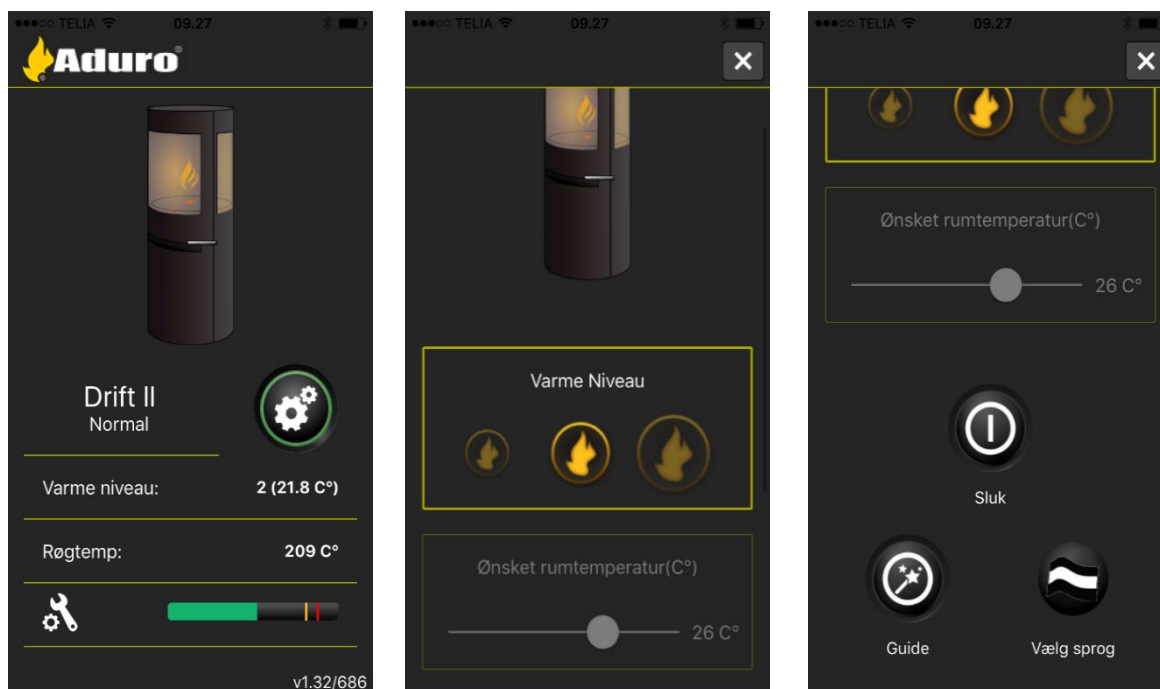 TELIA 09.27
Aduro®
Drift II
Normal
Varme niveau: 2 (21.8 C°)
Røgtemp: 209 C°
v1.32/686
TELIA 09.27
Varme Niveau
Ønsket rumtemperatur(C°)
26 C°
TELIA 09.27
Ønsket rumtemperatur(C°)
26 C°
Sluk
Guide
Vælg sprog